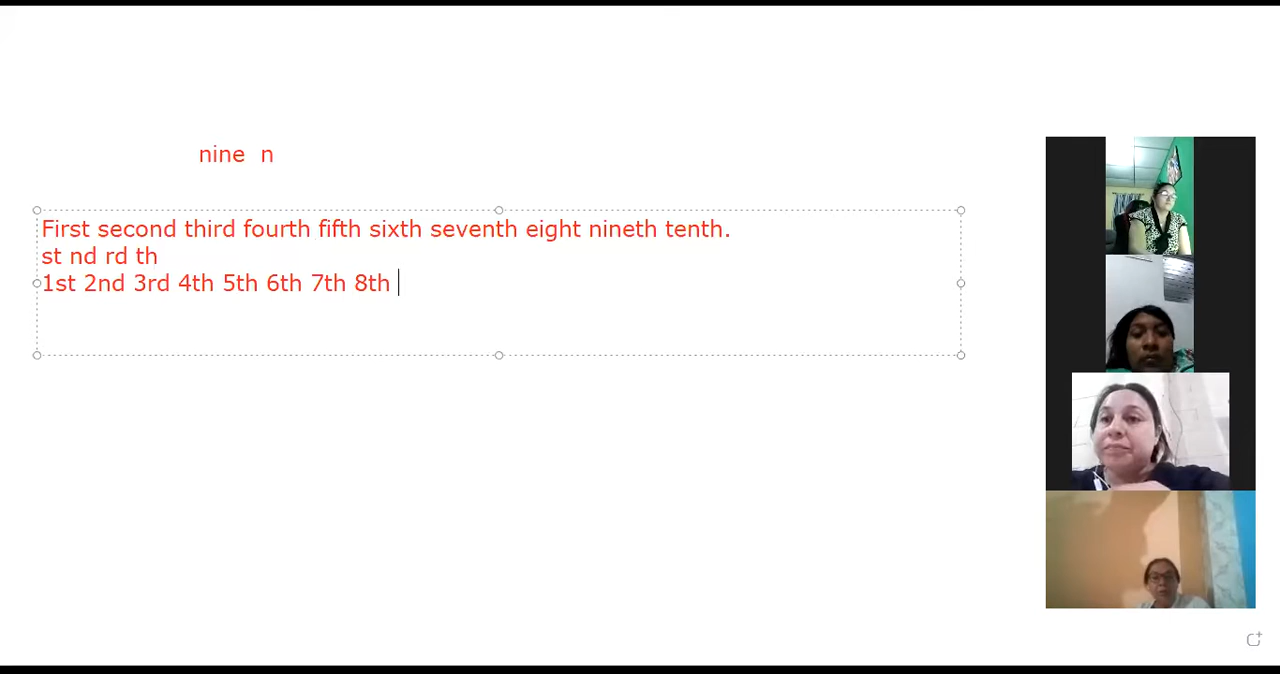 nine n
First second third fourth fifth sixth seventh eight nineth tenth.
st nd rd th
1st 2nd 3rd 4th 5th 6th 7th 8th